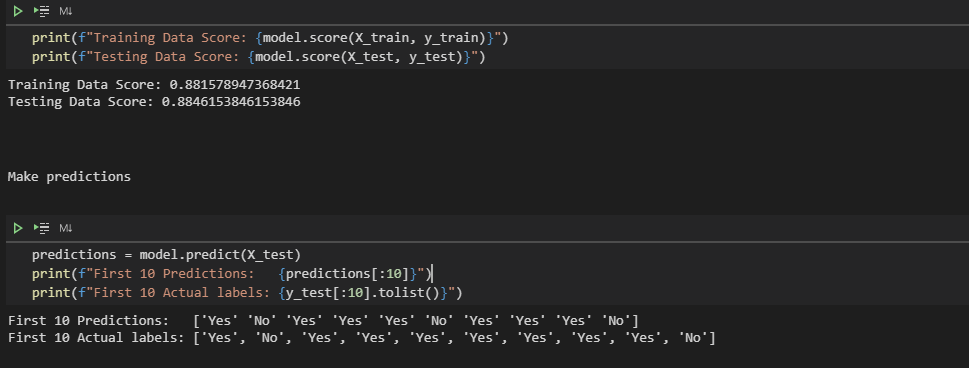 M↓
print(f"Training Data Score: {model.score(X_train, y_train)}")
print(f"Testing Data Score: {model.score(X_test, y_test)}")
Training Data Score: 0.881578947368421
Testing Data Score: 0.8846153846153846
Make predictions
M↓
predictions = model.predict(X_test)
print(f"First 10 Predictions:   {predictions[:10]}")
print(f"First 10 Actual labels: {y_test[:10].tolist()}")
First 10 Predictions:   ['Yes' 'No' 'Yes' 'Yes' 'Yes' 'No' 'Yes' 'Yes' 'Yes' 'No']
First 10 Actual labels: ['Yes', 'No', 'Yes', 'Yes', 'Yes', 'Yes', 'Yes', 'Yes', 'Yes', 'No']